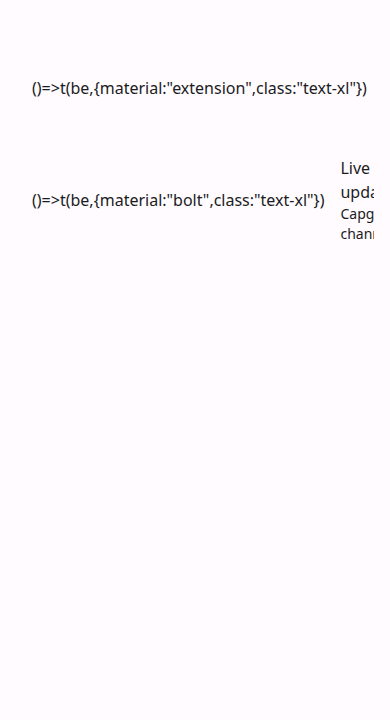 ()=>t(be,{material:"extension",class:"text-xl"})
Live
()=>t(be,{material:"bolt",class:"text-xl"})